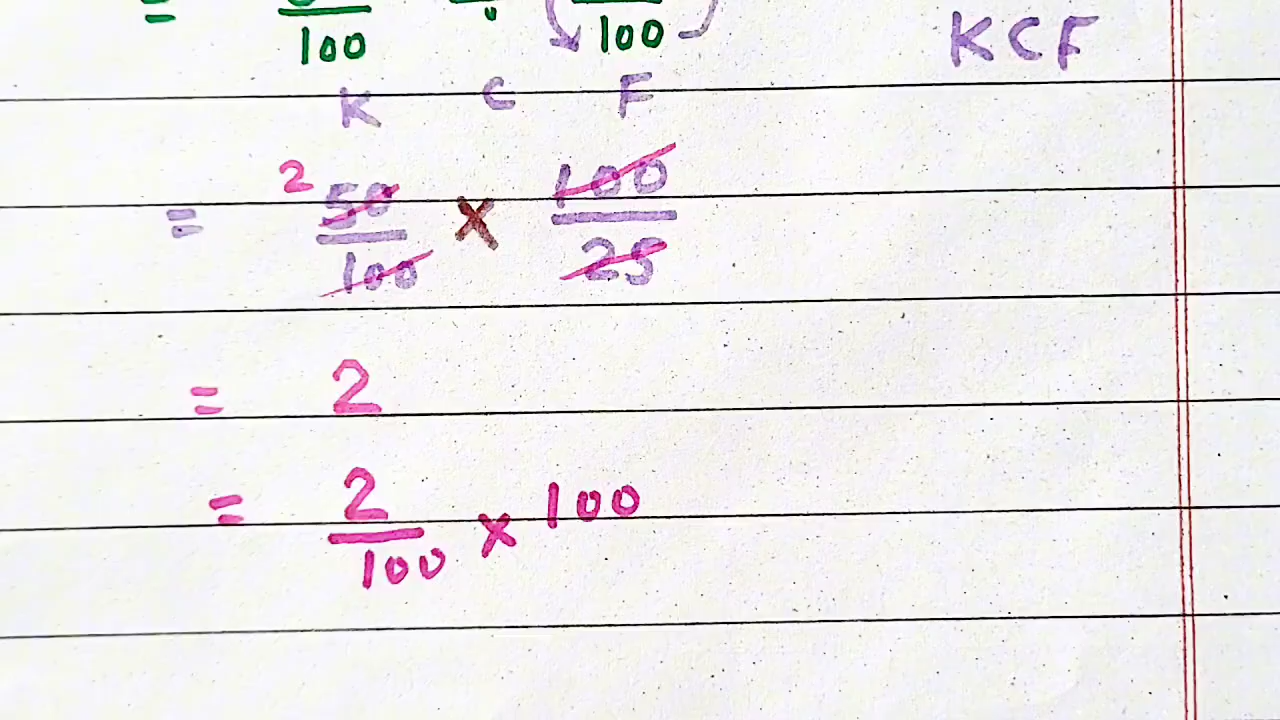 = 100 ÷ 100 KCF
K C F
= 2 50/100 × 100/25
= 2
= 2/100 × 100